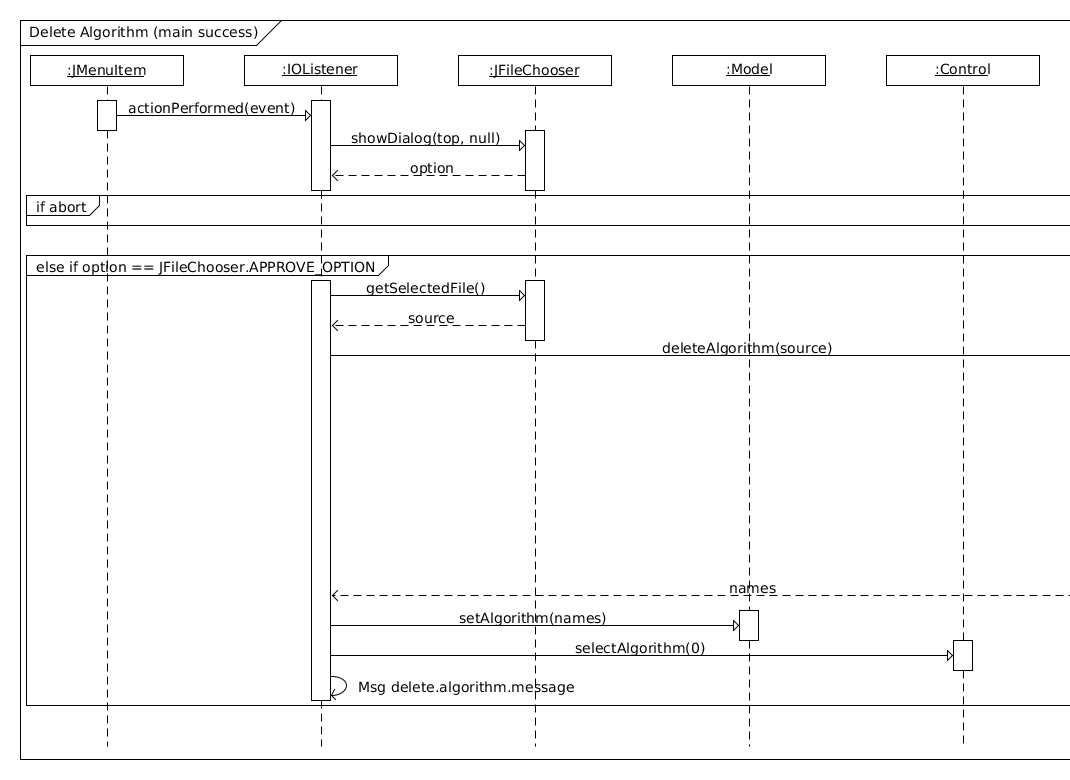 Delete Algorithm (main success)
:JMenuItem
:IOListener
:JFileChooser
:Model
:Control
actionPerformed(event)
showDialog(top, null)
option
if abort
else if option == JFileChooser.APPROVE_OPTION
getSelectedFile()
source
deleteAlgorithm(source)
names
setAlgorithm(names)
selectAlgorithm(0)
Msg delete.algorithm.message